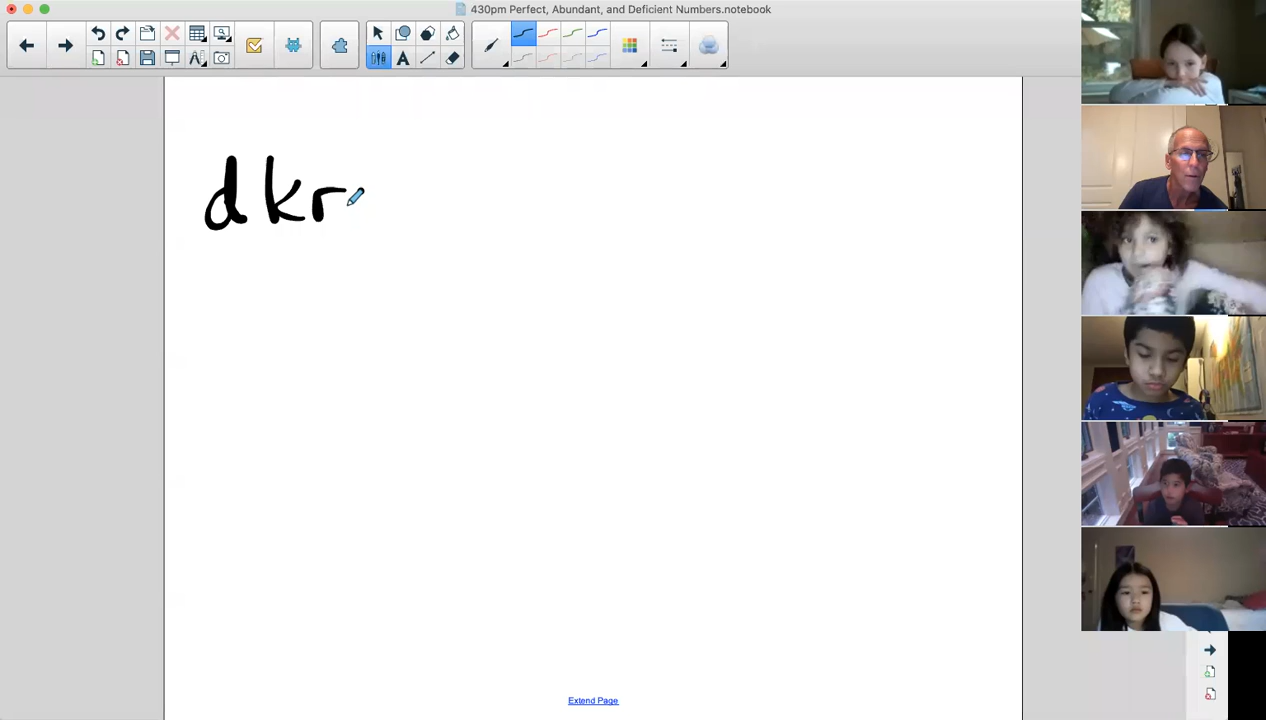 430pm Perfect, Abundant, and Deficient Numbers.notebook
A
dkr
Extend Page